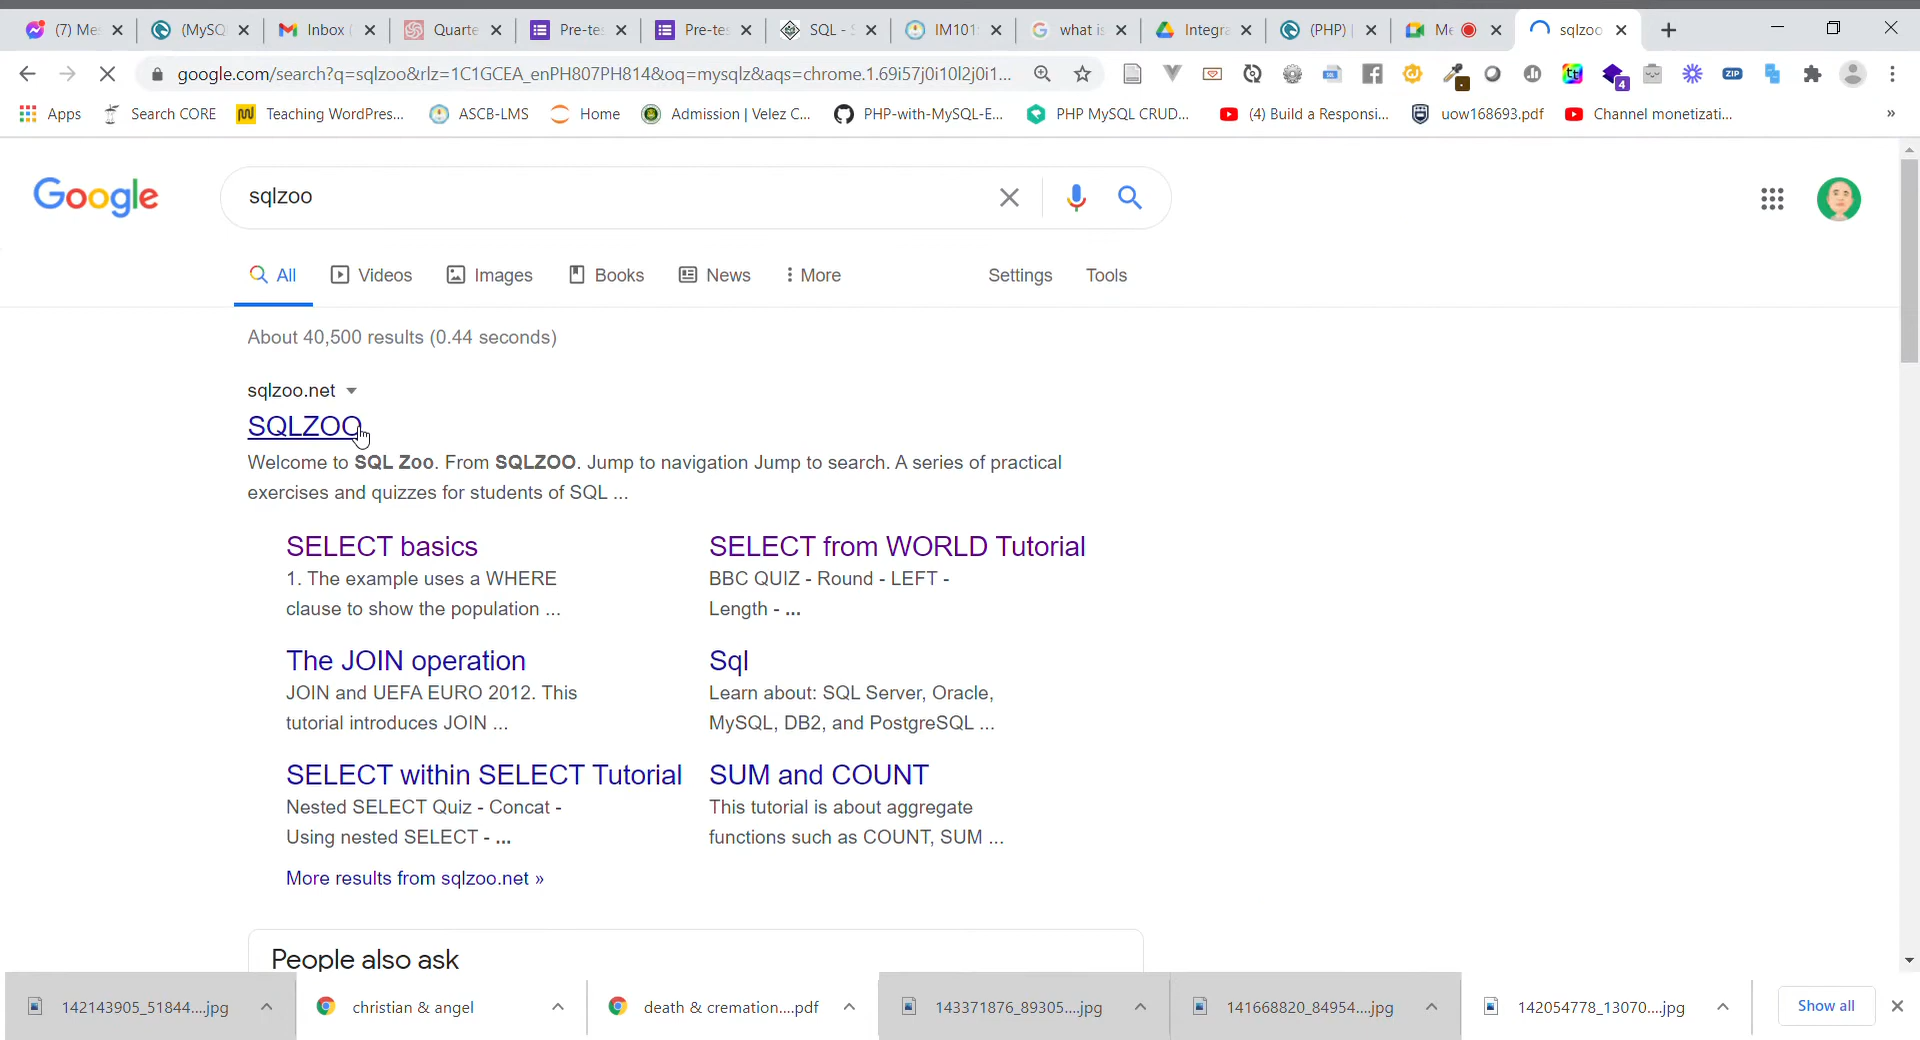 (7) Me
(MySQ
Inbox (
Quarte
Pre-tes
Pre-tes
SQL - S
IM101
what is
Integra
(PHP) |
Me
sqlzoo
google.com/search?q=sqlzoo&rlz=1C1GCEA_enPH807PH814&oq=mysqlz&aqs=chrome.1.69i57j0i10l2j0i1...
ZIP
4
Apps
Search CORE
Teaching WordPres...
ASCB-LMS
Home
Admission | Velez C...
PHP-with-MySQL-E...
PHP MySQL CRUD...
(4) Build a Responsi...
uow168693.pdf
Channel monetizati...
»
Google
sqlzoo
All
Videos
Images
Books
News
More
Settings
Tools
About 40,500 results (0.44 seconds)
sqlzoo.net
SQLZOO
Welcome to SQL Zoo. From SQLZOO. Jump to navigation Jump to search. A series of practical
exercises and quizzes for students of SQL ...
SELECT basics
1. The example uses a WHERE
clause to show the population ...
SELECT from WORLD Tutorial
BBC QUIZ - Round - LEFT -
Length - ...
The JOIN operation
JOIN and UEFA EURO 2012. This
tutorial introduces JOIN ...
Sql
Learn about: SQL Server, Oracle,
MySQL, DB2, and PostgreSQL ...
SELECT within SELECT Tutorial
Nested SELECT Quiz - Concat -
Using nested SELECT - ...
SUM and COUNT
This tutorial is about aggregate
functions such as COUNT, SUM ...
More results from sqlzoo.net »
People also ask
142143905_51844....jpg
christian & angel
death & cremation....pdf
143371876_89305....jpg
141668820_84954....jpg
142054778_13070....jpg
Show all